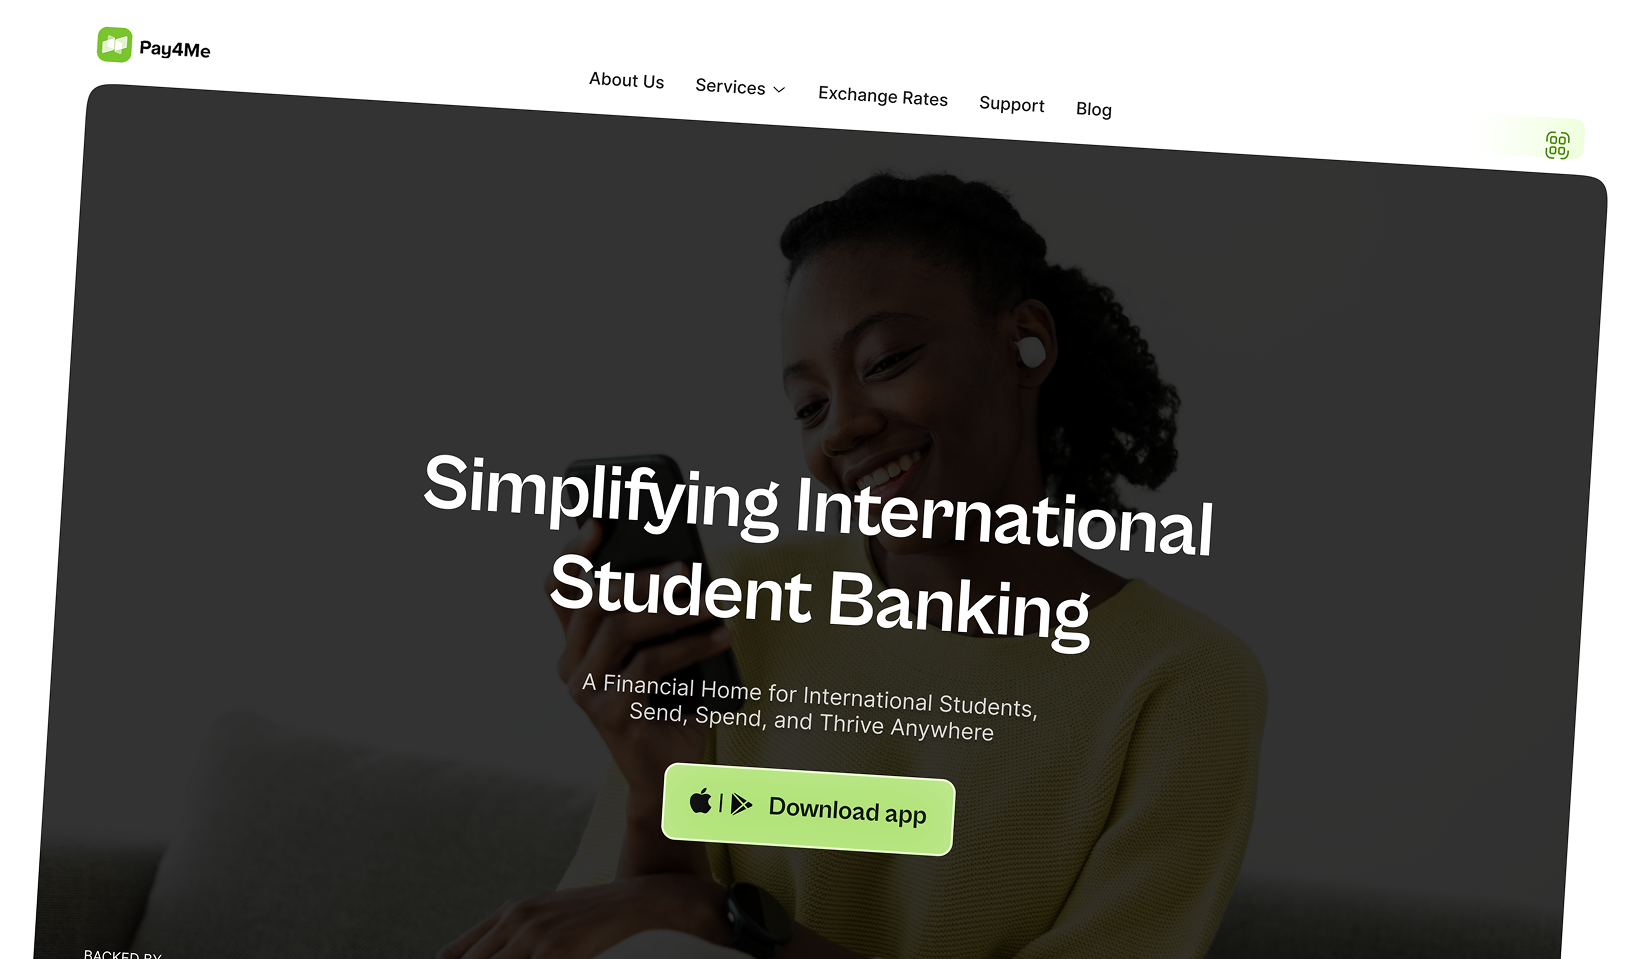 Pay4Me
About Us
Services
Exchange Rates
Support
Blog
Simplifying International
Student Banking
A Financial Home for International Students,
Send, Spend, and Thrive Anywhere
Download app
BACKED BY